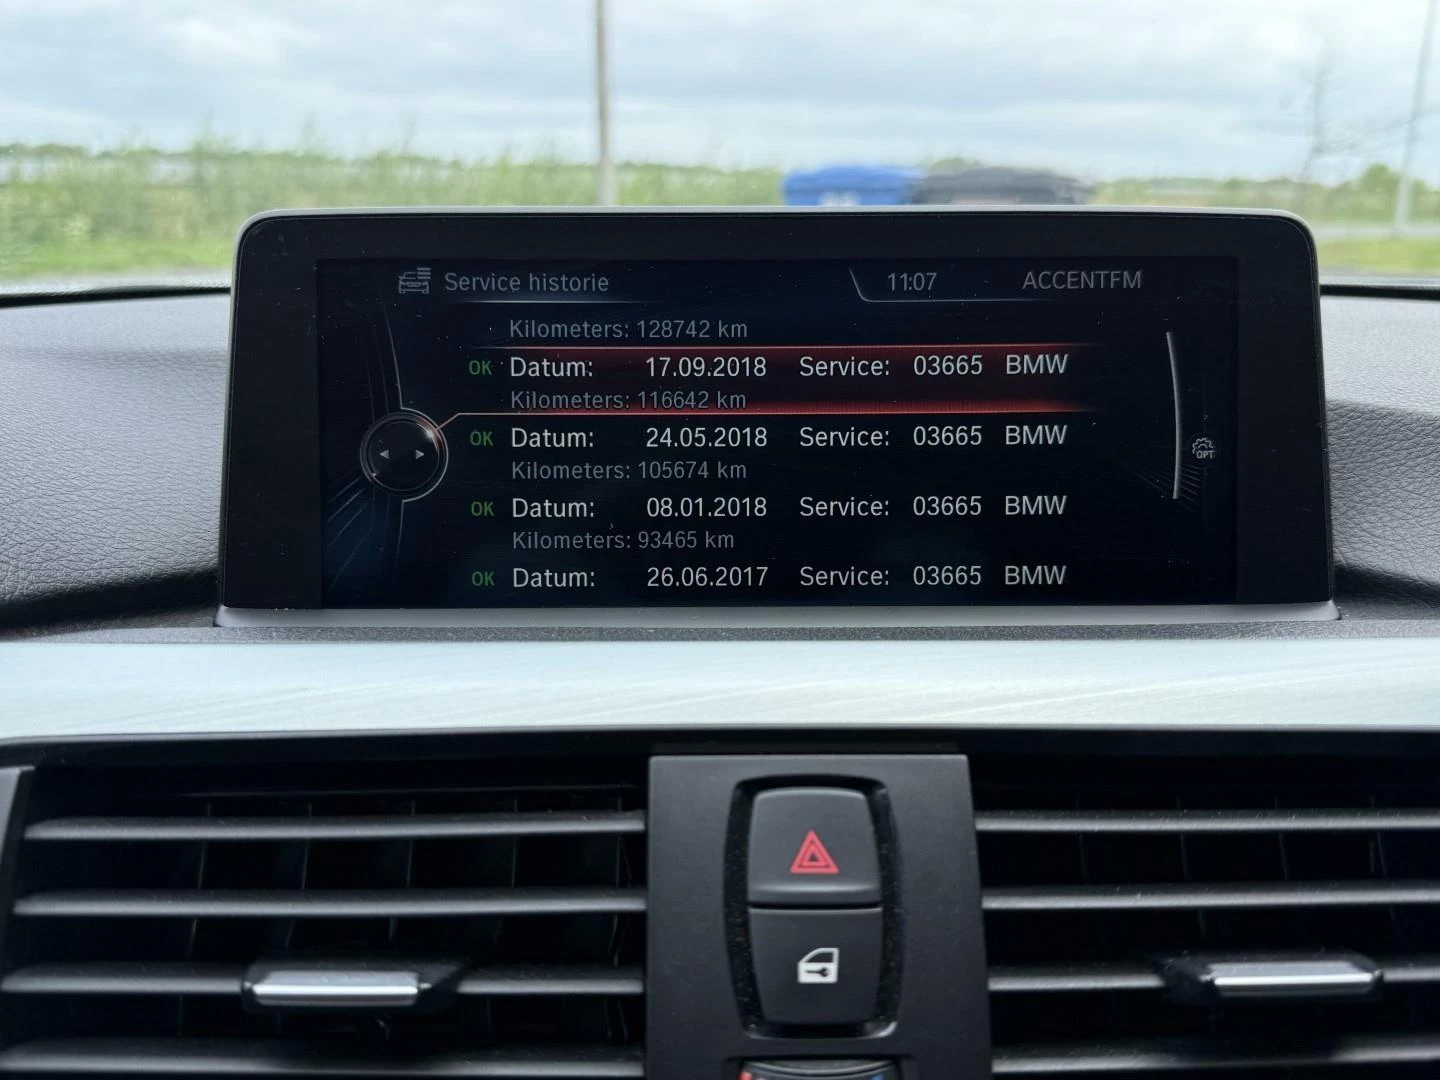 Service historie 11:07 ACCENTFM
Kilometers: 128742 km
OK Datum: 17.09.2018 Service: 03665 BMW
Kilometers: 116642 km
OK Datum: 24.05.2018 Service: 03665 BMW
Kilometers: 105674 km
OPT
OK Datum: 08.01.2018 Service: 03665 BMW
Kilometers: 93465 km
OK Datum: 26.06.2017 Service: 03665 BMW